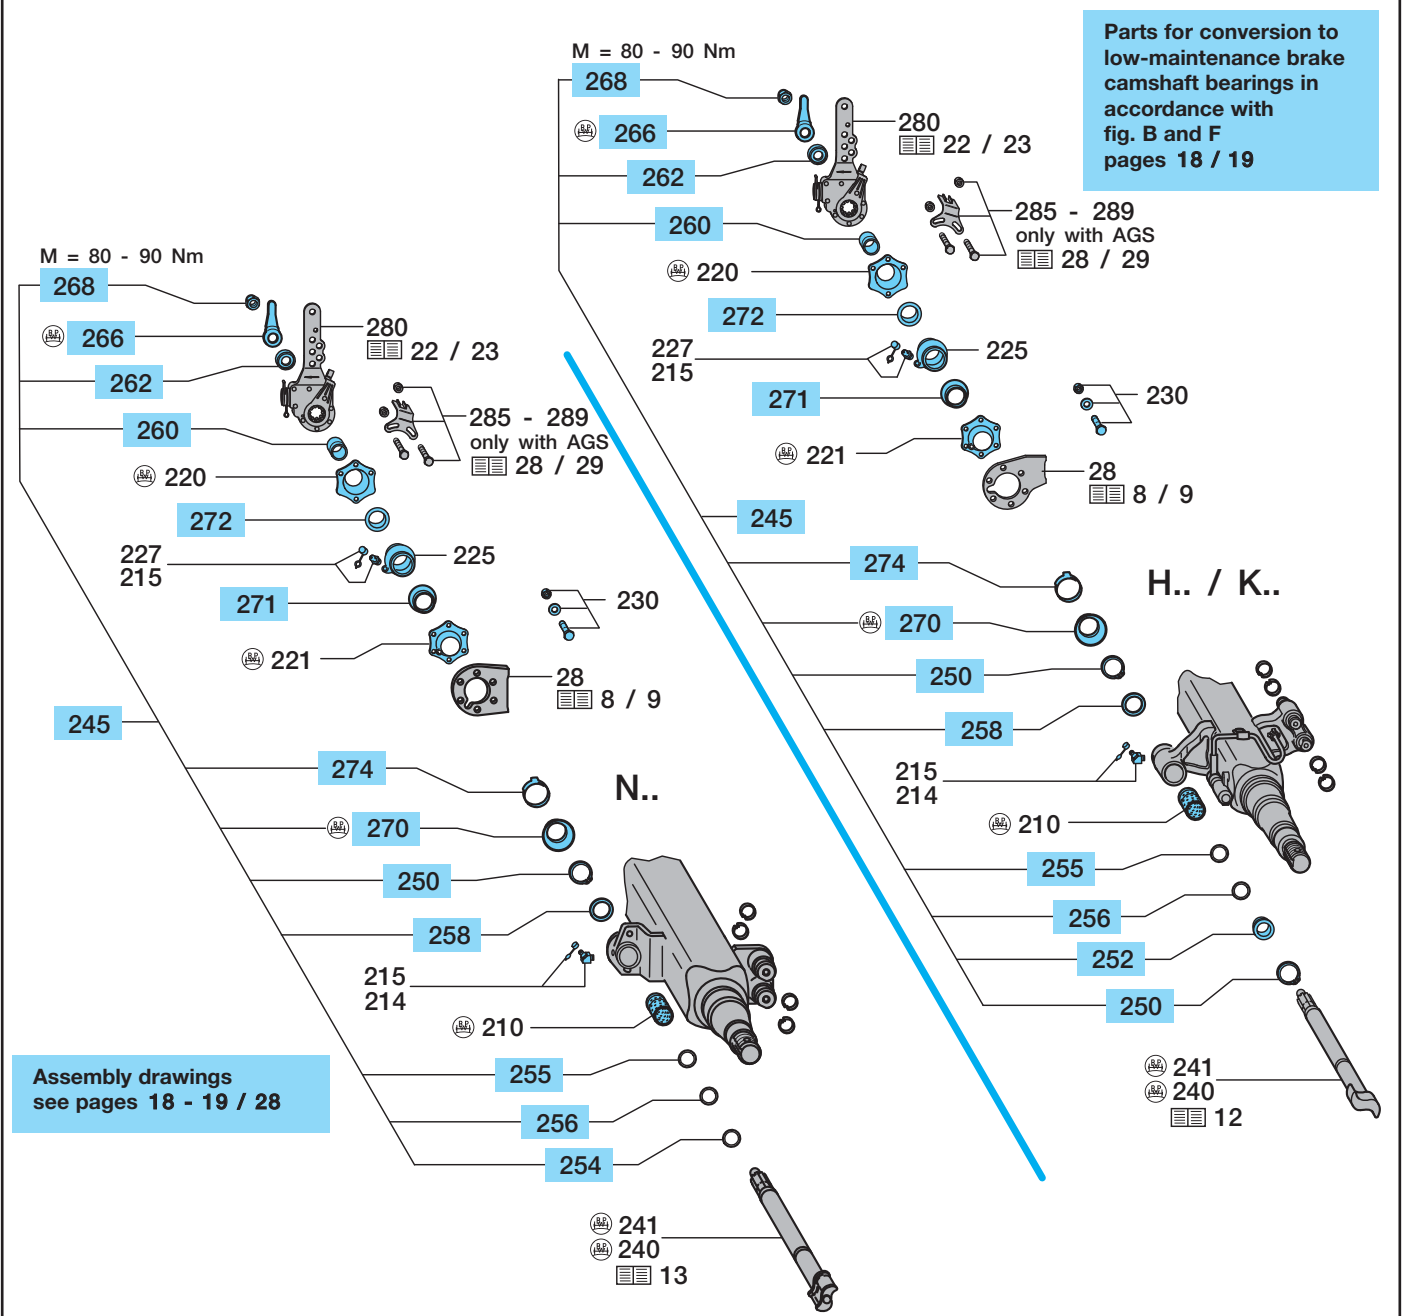 Parts for conversion to
low-maintenance brake
camshaft bearings in
accordance with
fig. B and F
pages 18 / 19
M = 80 - 90 Nm
268
266
280
22 / 23
262
285 - 289
only with AGS
28 / 29
260
220
272
227
215
225
271
230
221
28
8 / 9
245
274
H.. / K..
270
250
258
215
214
210
255
256
252
250
241
240
12
M = 80 - 90 Nm
268
266
280
22 / 23
262
285 - 289
only with AGS
28 / 29
260
220
272
227
215
225
271
230
221
28
8 / 9
245
274
N..
270
250
258
215
214
210
255
256
254
241
240
13
Assembly drawings
see pages 18 - 19 / 28